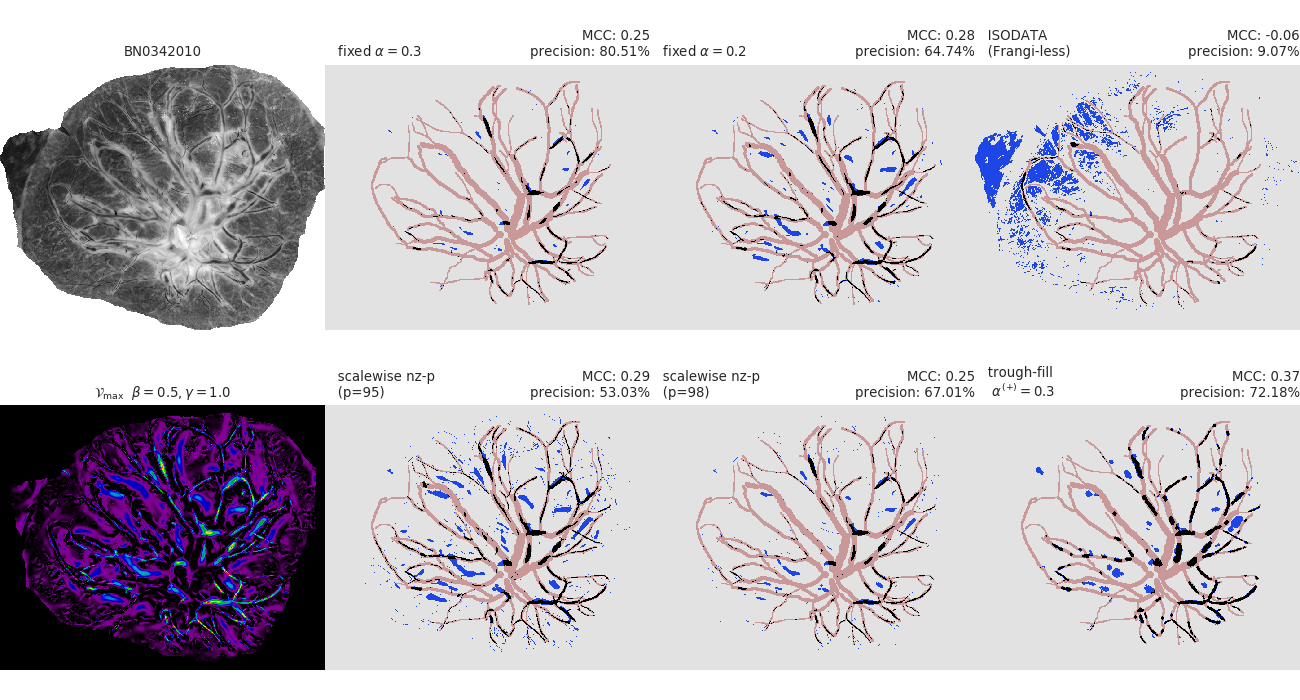 BN0342010
fixed α = 0.3
MCC: 0.25
precision: 80.51%
fixed α = 0.2
MCC: 0.28
precision: 64.74%
ISODATA
(Frangi-less)
MCC: -0.06
precision: 9.07%
𝒱max β = 0.5, γ = 1.0
scalewise nz-p
(p=95)
MCC: 0.29
precision: 53.03%
scalewise nz-p
(p=98)
MCC: 0.25
precision: 67.01%
trough-fill
α(+) = 0.3
MCC: 0.37
precision: 72.18%